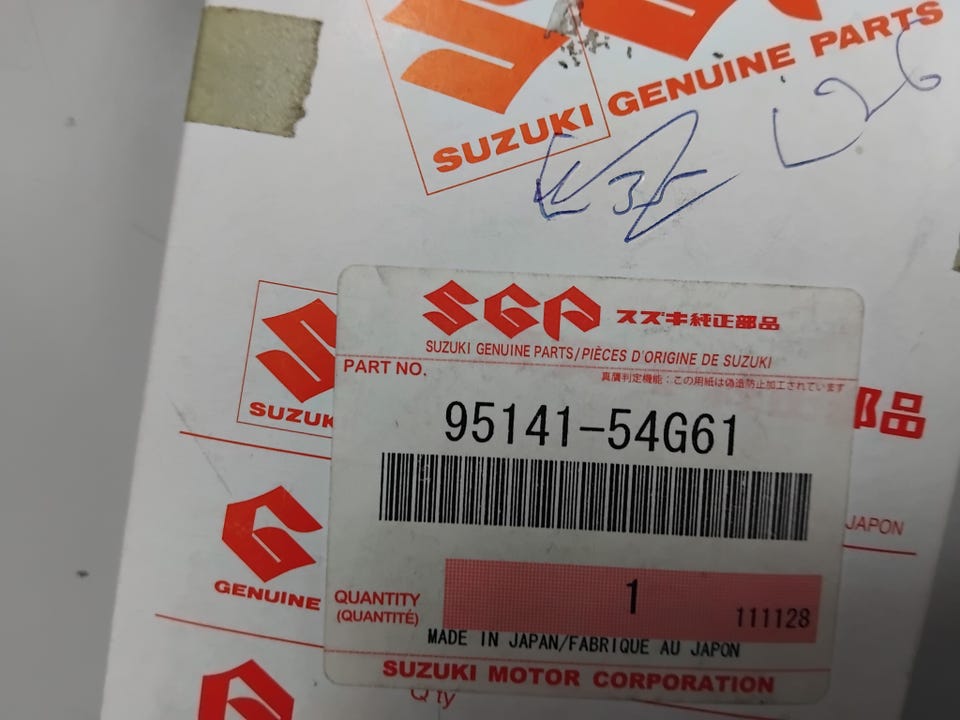 SUZUKI GENUINE PARTS
L26
SUZUK
SGP スズキ純正部品
SUZUKI GENUINE PARTS/PIÈCES D'ORIGINE DE SUZUKI
PART NO.
真贋判定機能：この用紙は偽造防止加工されています
部品
95141-54G61
JAPON
GENUINE
QUANTITY
(QUANTITÉ)
1
111128
MADE IN JAPAN/FABRIQUE AU JAPON
SUZUKI MOTOR CORPORATION
Q'ty